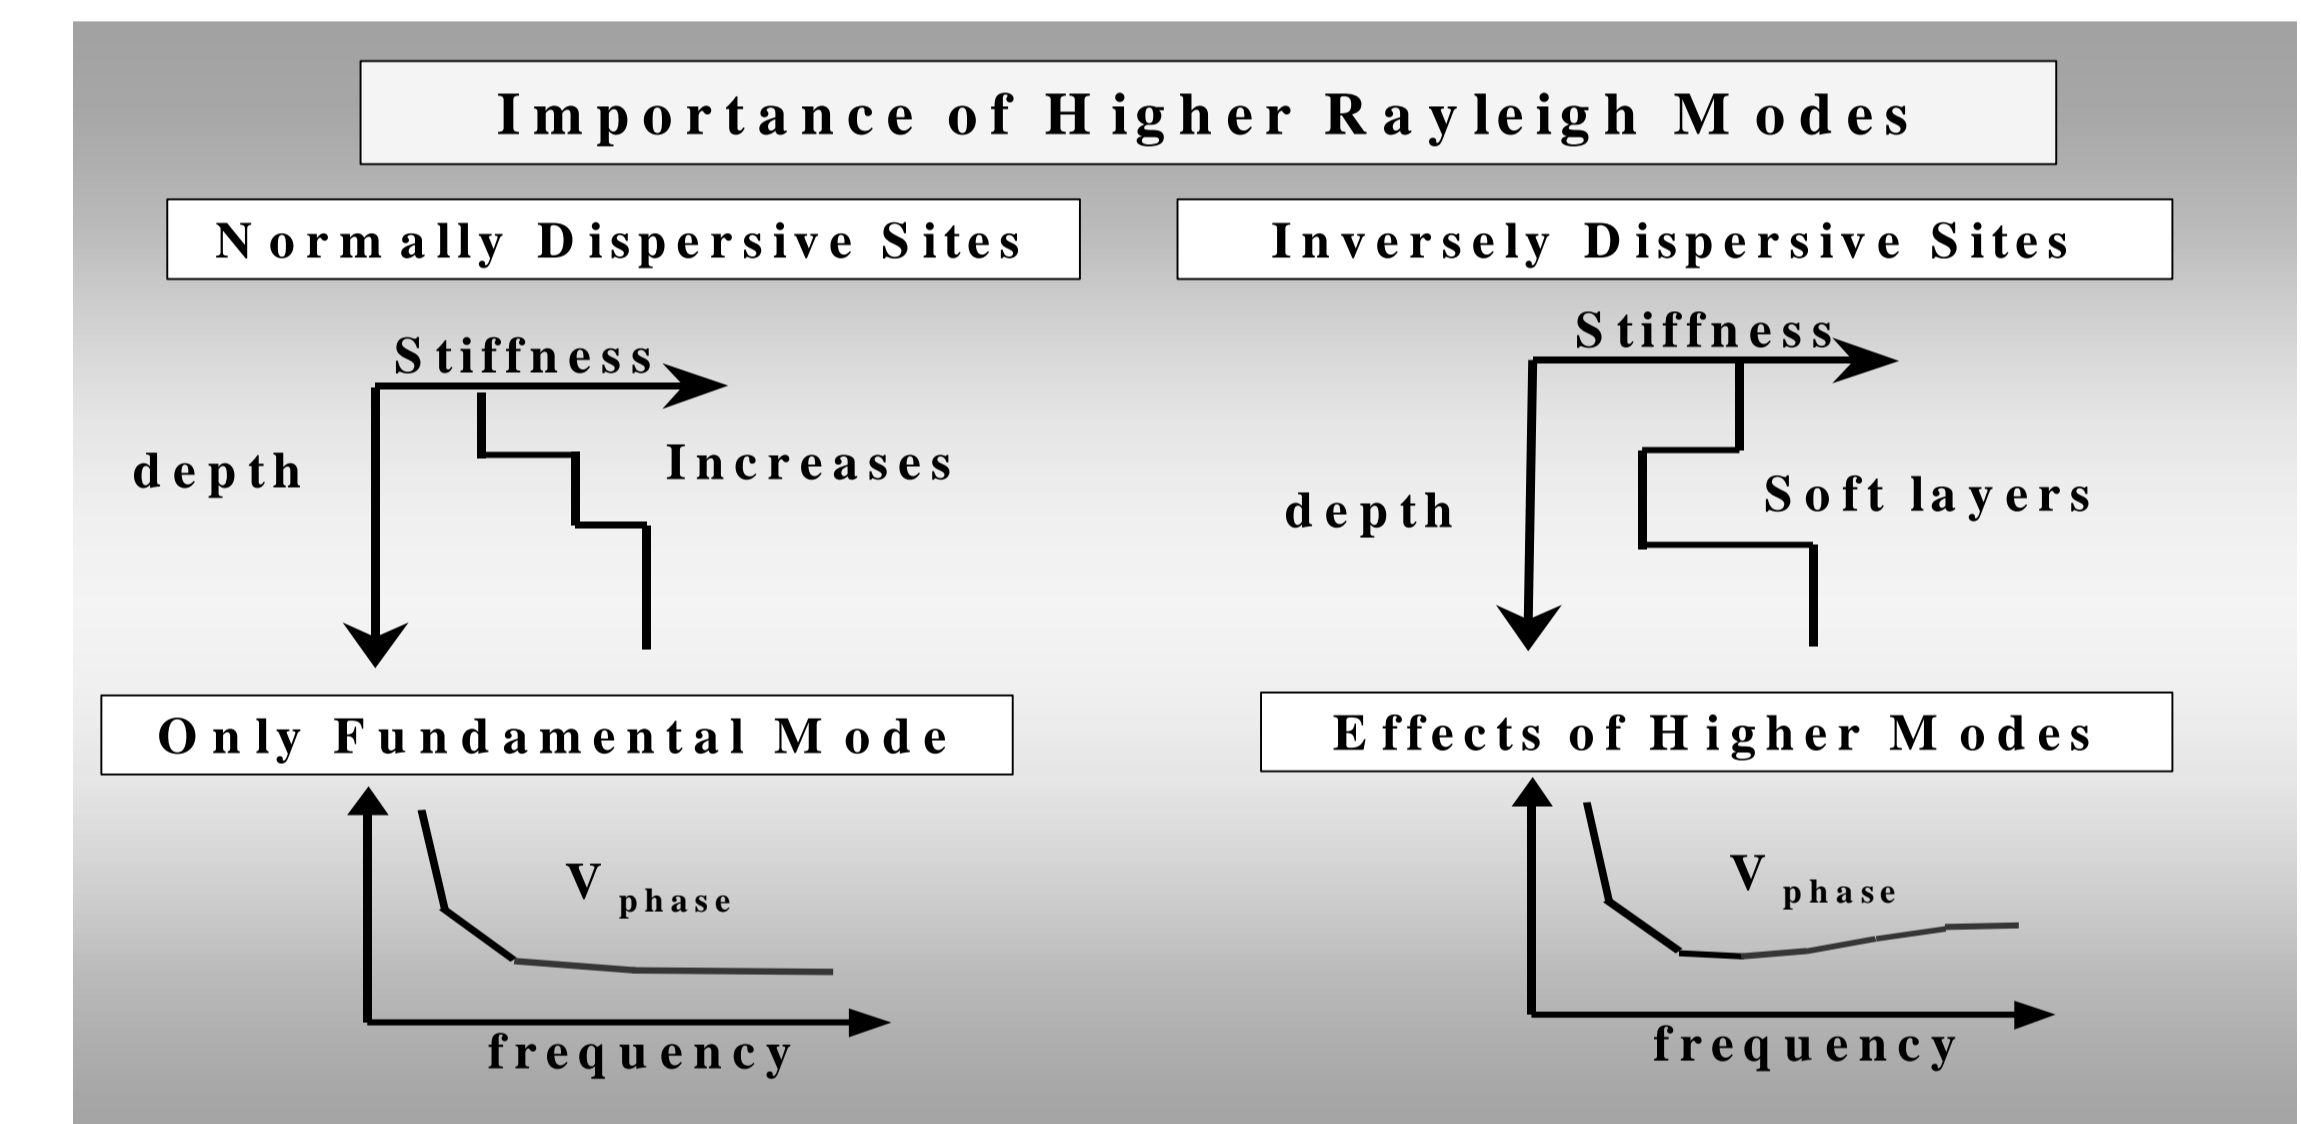 Importance of Higher Rayleigh Modes
Normally Dispersive Sites
Inversely Dispersive Sites
Stiffness
depth
Increases
Stiffness
depth
Soft layers
Only Fundamental Mode
Effects of Higher Modes
V phase
frequency
V phase
frequency